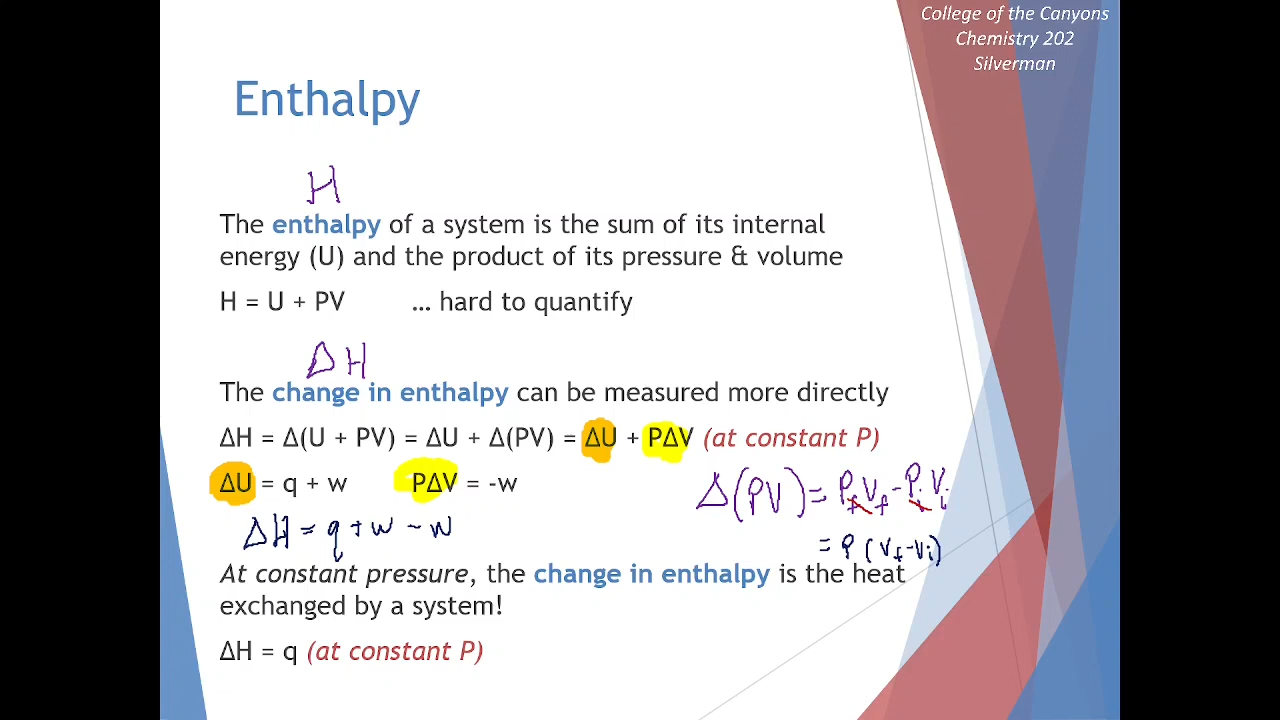 College of the Canyons
Chemistry 202
Silverman
Enthalpy
H
The enthalpy of a system is the sum of its internal
energy (U) and the product of its pressure & volume
H = U + PV … hard to quantify
ΔH
The change in enthalpy can be measured more directly
ΔH = Δ(U + PV) = ΔU + Δ(PV) = ΔU + PΔV (at constant P)
ΔU = q + w PΔV = -w
Δ(PV) = PfVf - PiVi
ΔH = q + w - w
= P(Vf - Vi)
At constant pressure, the change in enthalpy is the heat
exchanged by a system!
ΔH = q (at constant P)